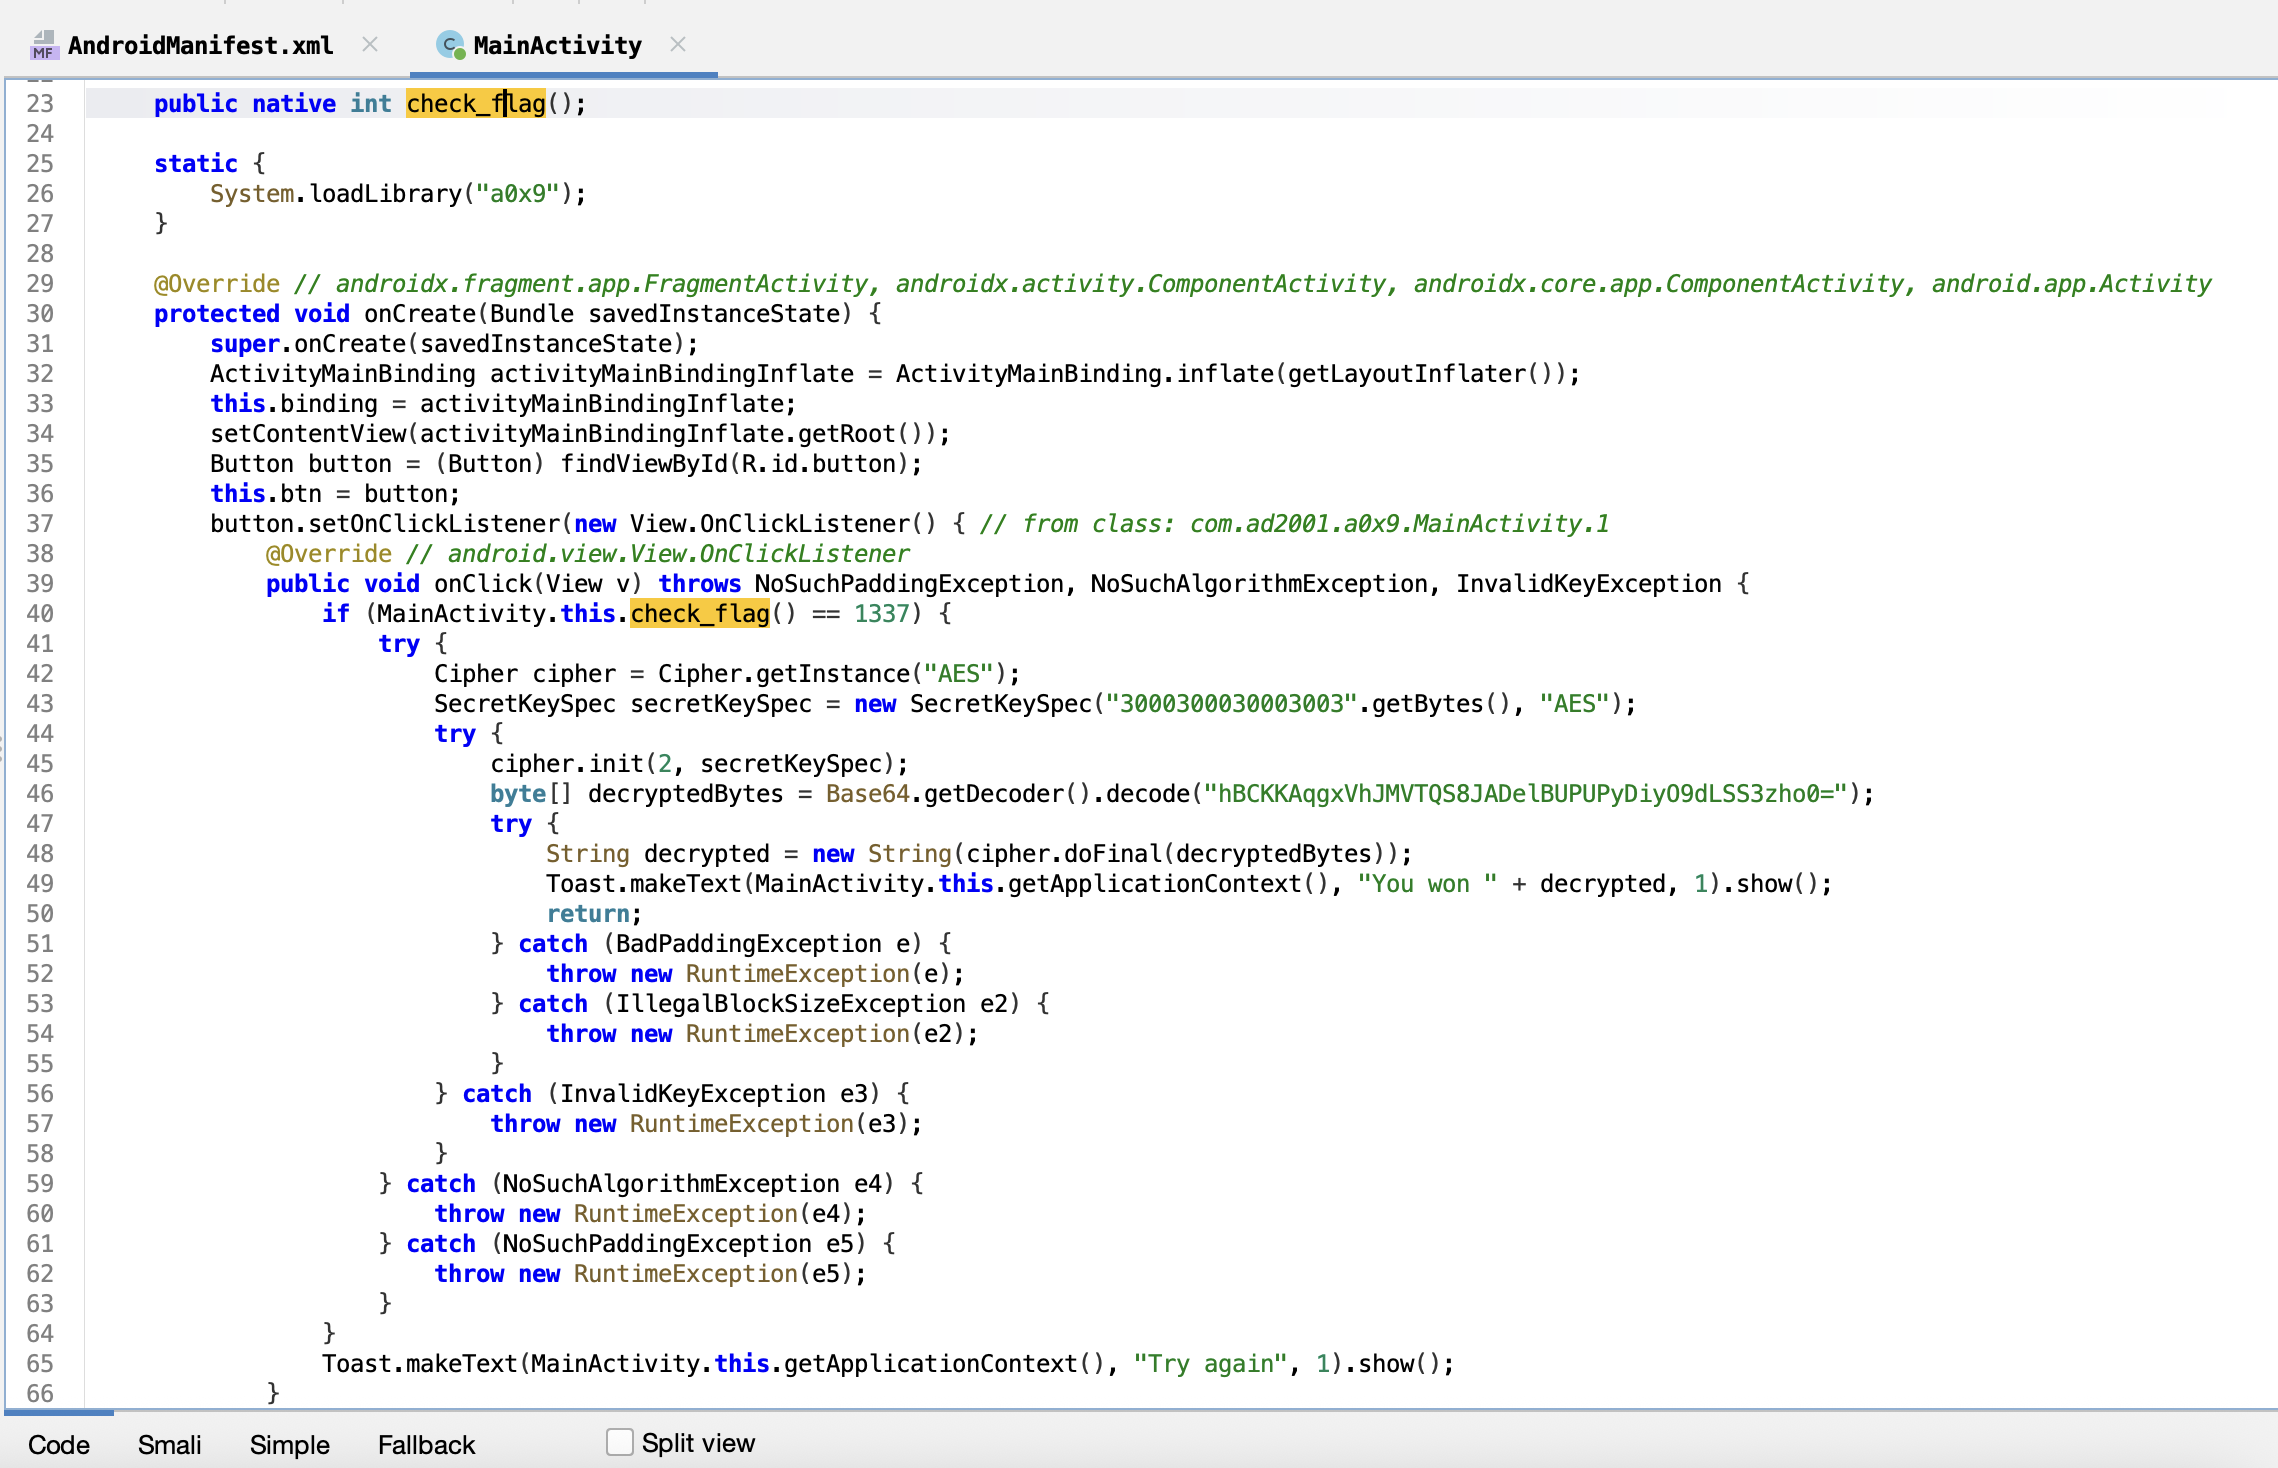 MF AndroidManifest.xml × C MainActivity ×
23 public native int check_flag();
24
25 static {
26 System.loadLibrary("a0x9");
27 }
28
29 @Override // androidx.fragment.app.FragmentActivity, androidx.activity.ComponentActivity, androidx.core.app.ComponentActivity, android.app.Activity
30 protected void onCreate(Bundle savedInstanceState) {
31 super.onCreate(savedInstanceState);
32 ActivityMainBinding activityMainBindingInflate = ActivityMainBinding.inflate(getLayoutInflater());
33 this.binding = activityMainBindingInflate;
34 setContentView(activityMainBindingInflate.getRoot());
35 Button button = (Button) findViewById(R.id.button);
36 this.btn = button;
37 button.setOnClickListener(new View.OnClickListener() { // from class: com.ad2001.a0x9.MainActivity.1
38 @Override // android.view.View.OnClickListener
39 public void onClick(View v) throws NoSuchPaddingException, NoSuchAlgorithmException, InvalidKeyException {
40 if (MainActivity.this.check_flag() == 1337) {
41 try {
42 Cipher cipher = Cipher.getInstance("AES");
43 SecretKeySpec secretKeySpec = new SecretKeySpec("3000300030003003".getBytes(), "AES");
44 try {
45 cipher.init(2, secretKeySpec);
46 byte[] decryptedBytes = Base64.getDecoder().decode("hBCKKAqgxVhJMVTQS8JADelBUPUPyDiyO9dLSS3zho0=");
47 try {
48 String decrypted = new String(cipher.doFinal(decryptedBytes));
49 Toast.makeText(MainActivity.this.getApplicationContext(), "You won " + decrypted, 1).show();
50 return;
51 } catch (BadPaddingException e) {
52 throw new RuntimeException(e);
53 } catch (IllegalBlockSizeException e2) {
54 throw new RuntimeException(e2);
55 }
56 } catch (InvalidKeyException e3) {
57 throw new RuntimeException(e3);
58 }
59 } catch (NoSuchAlgorithmException e4) {
60 throw new RuntimeException(e4);
61 } catch (NoSuchPaddingException e5) {
62 throw new RuntimeException(e5);
63 }
64 }
65 Toast.makeText(MainActivity.this.getApplicationContext(), "Try again", 1).show();
66 }
Code Smali Simple Fallback Split view